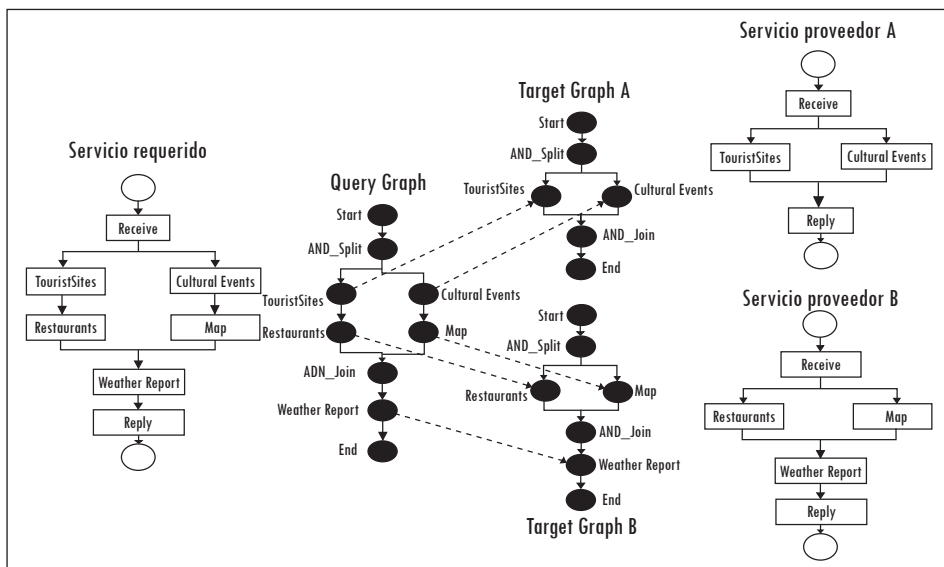 Servicio requerido
Receive
TouristSites
Cultural Events
Restaurants
Map
Weather Report
Reply
Query Graph
Start
AND_Split
TouristSites
Cultural Events
Restaurants
Map
ADN_Join
Weather Report
End
Target Graph A
Start
AND_Split
TouristSites
Cultural Events
AND_Join
End
Start
AND_Split
Restaurants
Map
AND_Join
Weather Report
End
Target Graph B
Servicio proveedor A
Receive
TouristSites
Cultural Events
Reply
Servicio proveedor B
Receive
Restaurants
Map
Weather Report
Reply